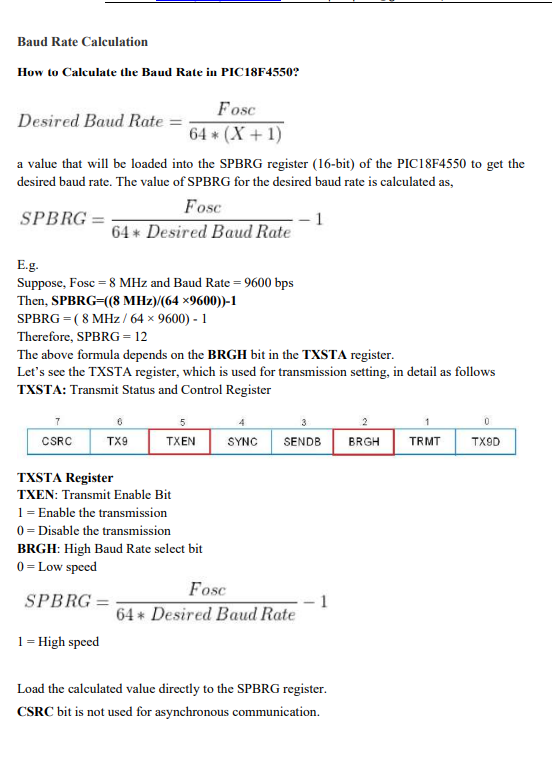 Baud Rate Calculation
How to Calculate the Baud Rate in PIC18F4550?
Desired Baud Rate = Fosc / 64 * (X + 1)
a value that will be loaded into the SPBRG register (16-bit) of the PIC18F4550 to get the
desired baud rate. The value of SPBRG for the desired baud rate is calculated as,
SPBRG = Fosc / 64 * Desired Baud Rate − 1
E.g.
Suppose, Fosc = 8 MHz and Baud Rate = 9600 bps
Then, SPBRG=((8 MHz)/(64 ×9600))-1
SPBRG = ( 8 MHz / 64 × 9600) - 1
Therefore, SPBRG = 12
The above formula depends on the BRGH bit in the TXSTA register.
Let’s see the TXSTA register, which is used for transmission setting, in detail as follows
TXSTA: Transmit Status and Control Register
7 6 5 4 3 2 1 0
CSRC TX9 TXEN SYNC SENDB BRGH TRMT TX9D
TXSTA Register
TXEN: Transmit Enable Bit
1 = Enable the transmission
0 = Disable the transmission
BRGH: High Baud Rate select bit
0 = Low speed
SPBRG = Fosc / 64 * Desired Baud Rate − 1
1 = High speed
Load the calculated value directly to the SPBRG register.
CSRC bit is not used for asynchronous communication.